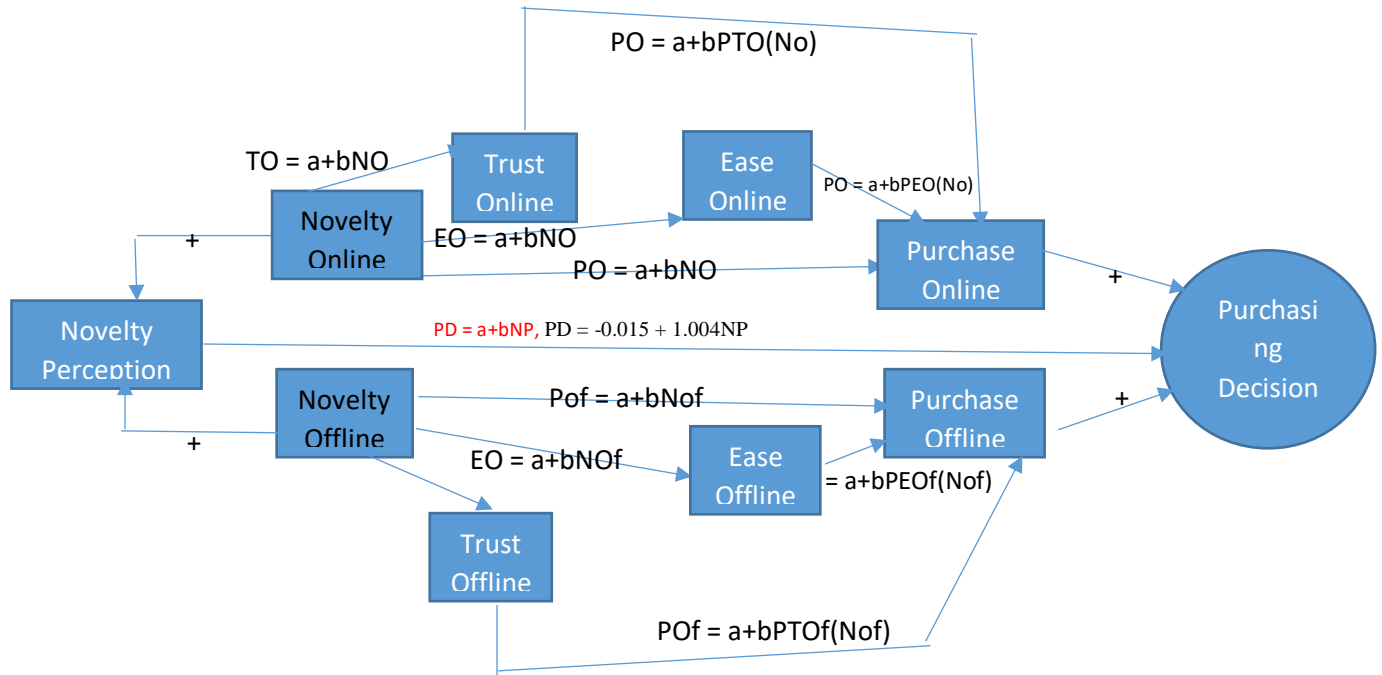 PO = a+bPTO(No)
TO = a+bNO
Trust
Online
Ease
Online
PO = a+bPEO(No)
Novelty
Online
+
EO = a+bNO
PO = a+bNO
Purchase
Online
+
Novelty
Perception
PD = a+bNP, PD = -0.015 + 1.004NP
Purchasi
ng
Decision
Novelty
Offline
+
Pof = a+bNof
Purchase
Offline
+
EO = a+bNOf
Ease
Offline
= a+bPEOf(Nof)
Trust
Offline
POf = a+bPTOf(Nof)